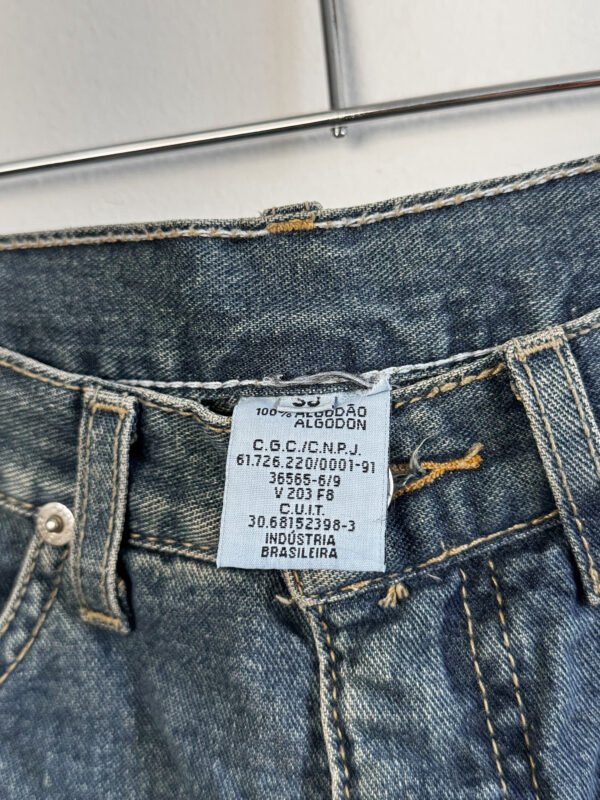 100% ALGODÃO
ALGODON
C.G.C./C.N.P.J.
61.726.220/0001-91
36565-6/9
V 203 F8
C.U.I.T.
30.68152398-3
INDÚSTRIA
BRASILEIRA